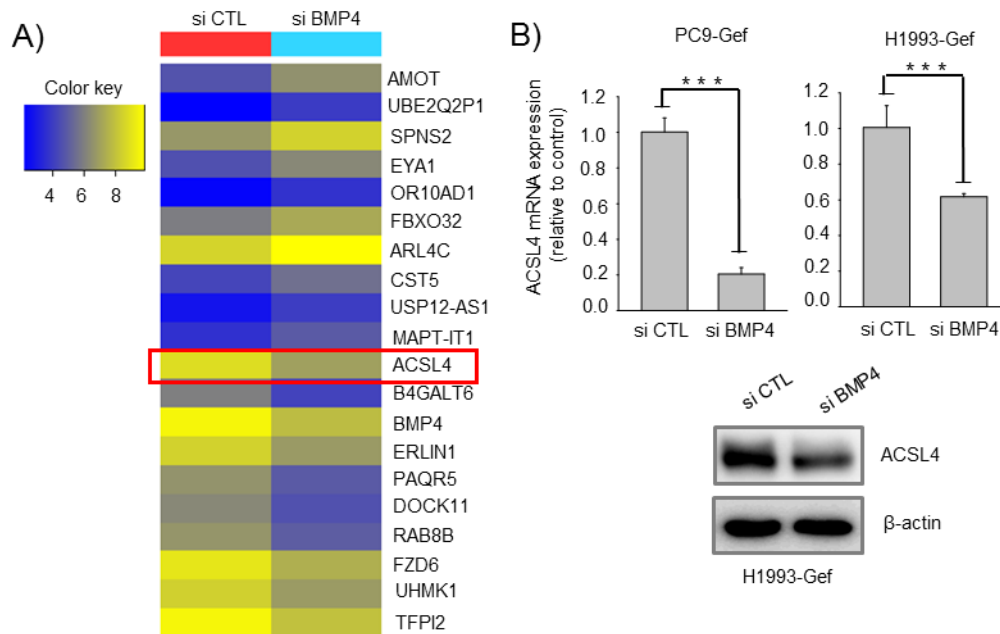 A)
si CTL si BMP4
Color key
4 6 8
AMOT
UBE2Q2P1
SPNS2
EYA1
OR10AD1
FBXO32
ARL4C
CST5
USP12-AS1
MAPT-IT1
ACSL4
B4GALT6
BMP4
ERLIN1
PAQR5
DOCK11
RAB8B
FZD6
UHMK1
TFPI2
B)
PC9-Gef
ACSL4 mRNA expression
(relative to control)
* * *
1.2
1.0
0.8
0.6
0.4
0.2
0.0
si CTL si BMP4
H1993-Gef
* * *
1.2
1.0
0.8
0.6
0.4
0.2
0.0
si CTL si BMP4
si CTL si BMP4
ACSL4
β-actin
H1993-Gef